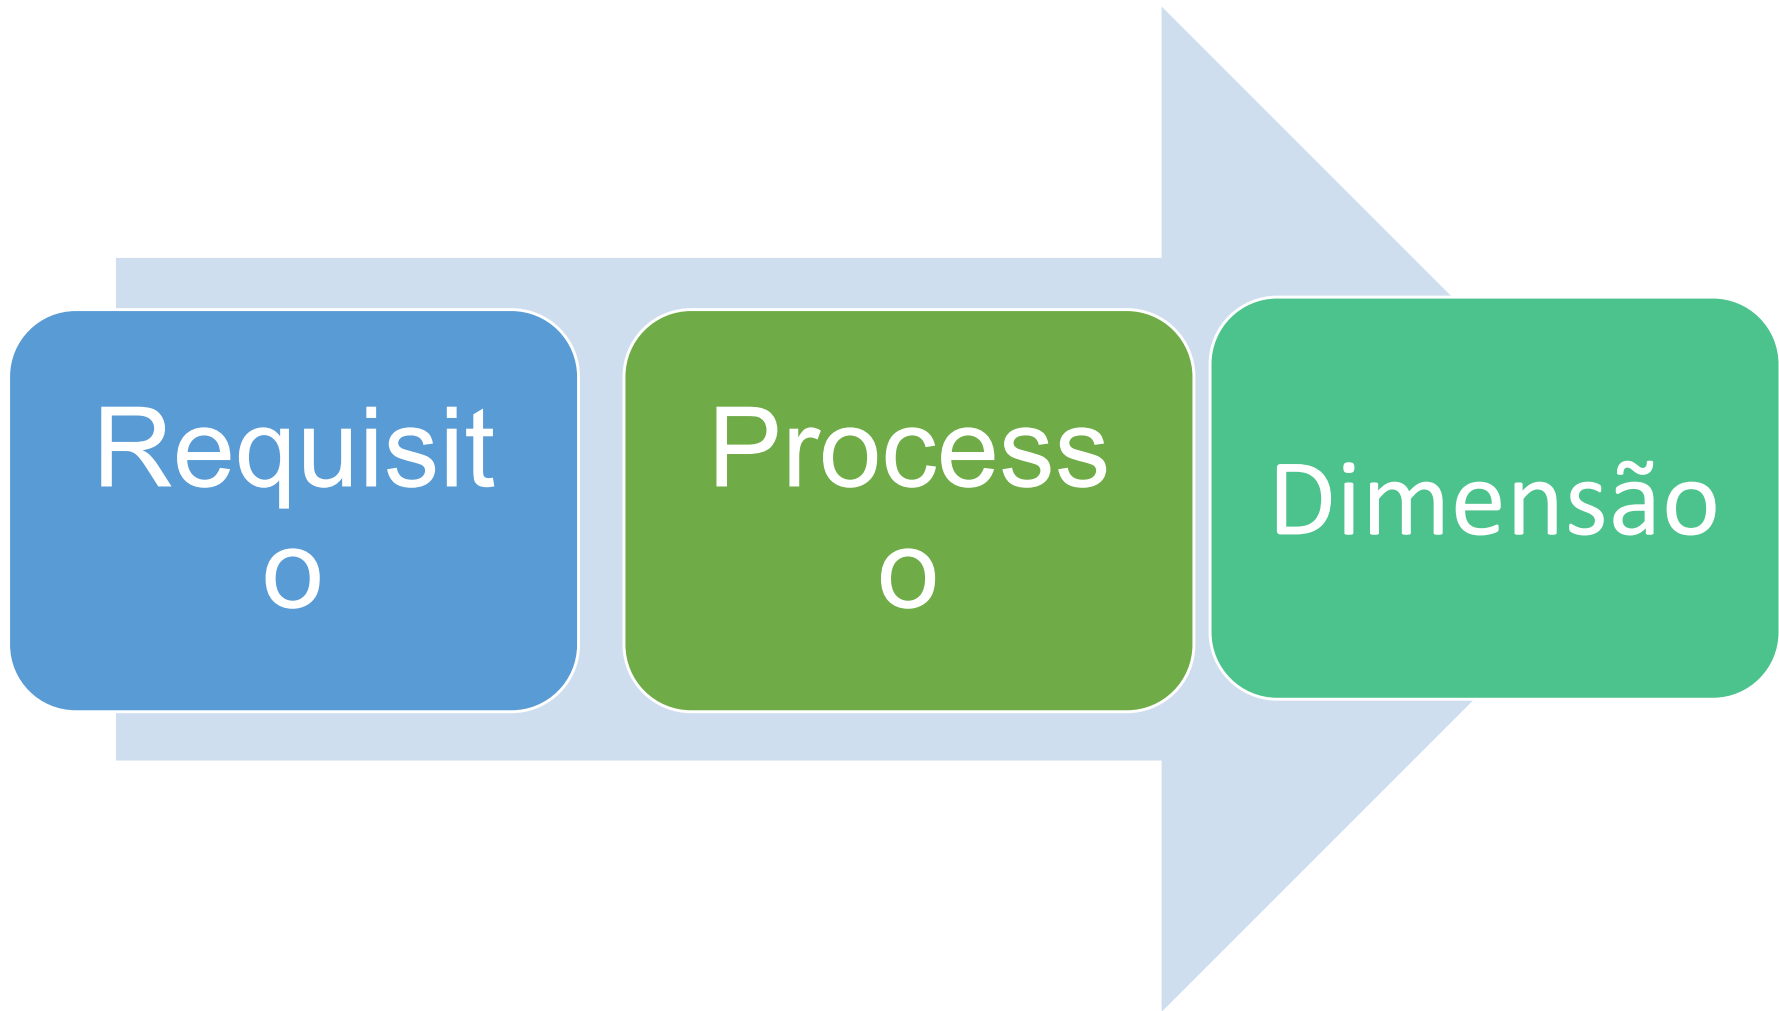 Requisit
o
Process
o
Dimensão